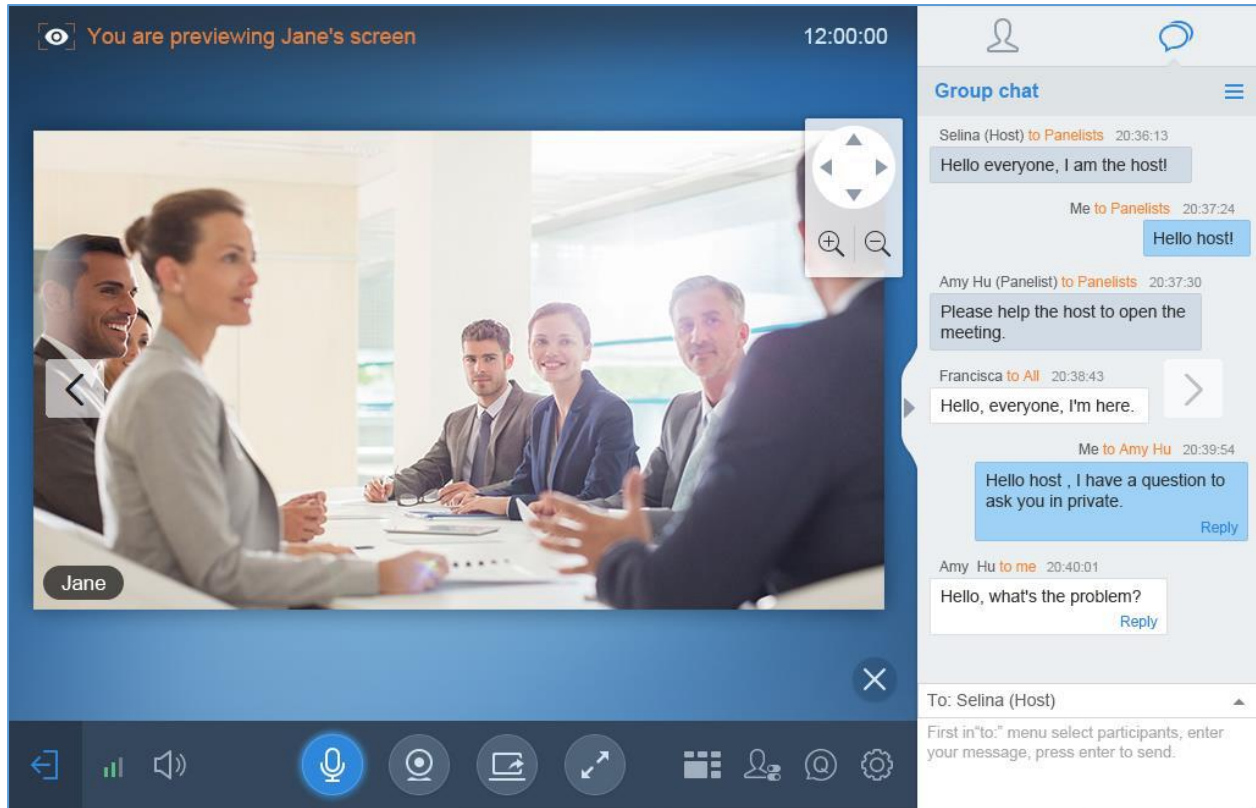 You are previewing Jane's screen
12:00:00
Jane
Group chat
Selina (Host) to Panelists 20:36:13
Hello everyone, I am the host!
Me to Panelists 20:37:24
Hello host!
Amy Hu (Panelist) to Panelists 20:37:30
Please help the host to open the
meeting.
Francisca to All 20:38:43
Hello, everyone, I'm here.
Me to Amy Hu 20:39:54
Hello host , I have a question to
ask you in private.
Reply
Amy Hu to me 20:40:01
Hello, what's the problem?
Reply
To: Selina (Host)
First in“to:” menu select participants, enter
your message, press enter to send.